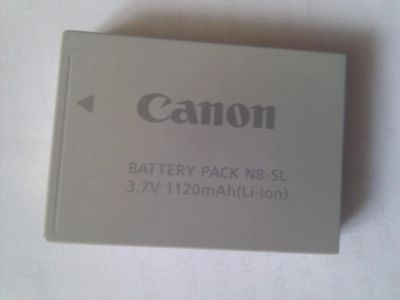 Canon
BATTERY PACK NB-5L
3.7V 1120mAh(Li-ion)